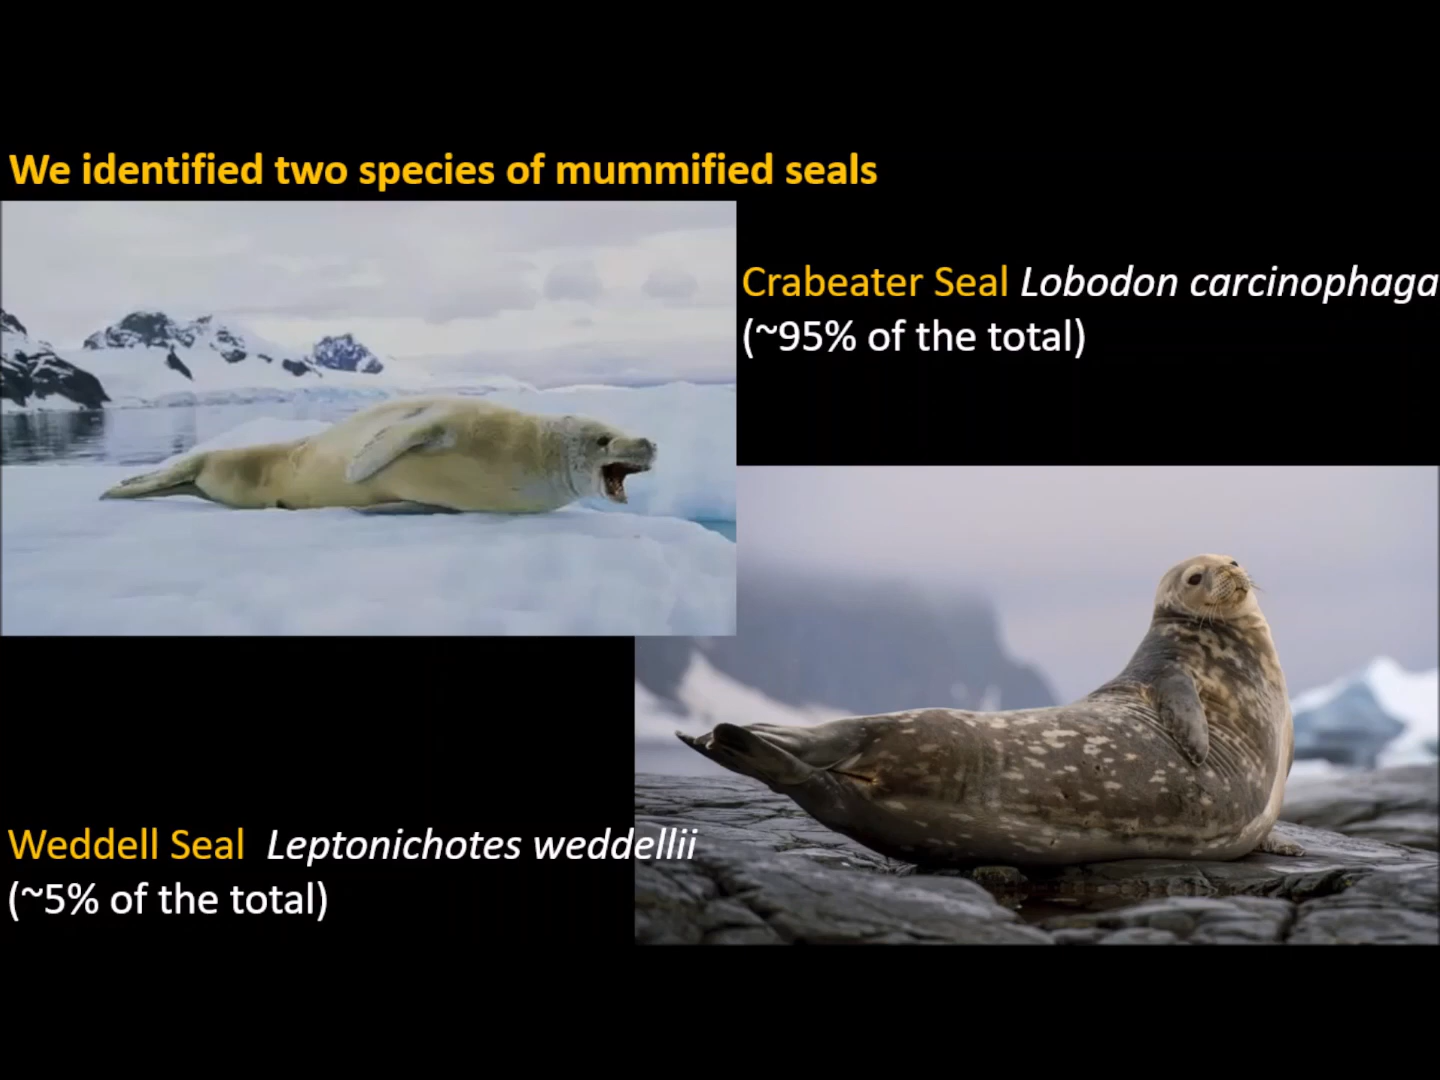 We identified two species of mummified seals
Crabeater Seal Lobodon carcinophaga
(~95% of the total)
Weddell Seal Leptonichotes weddellii
(~5% of the total)